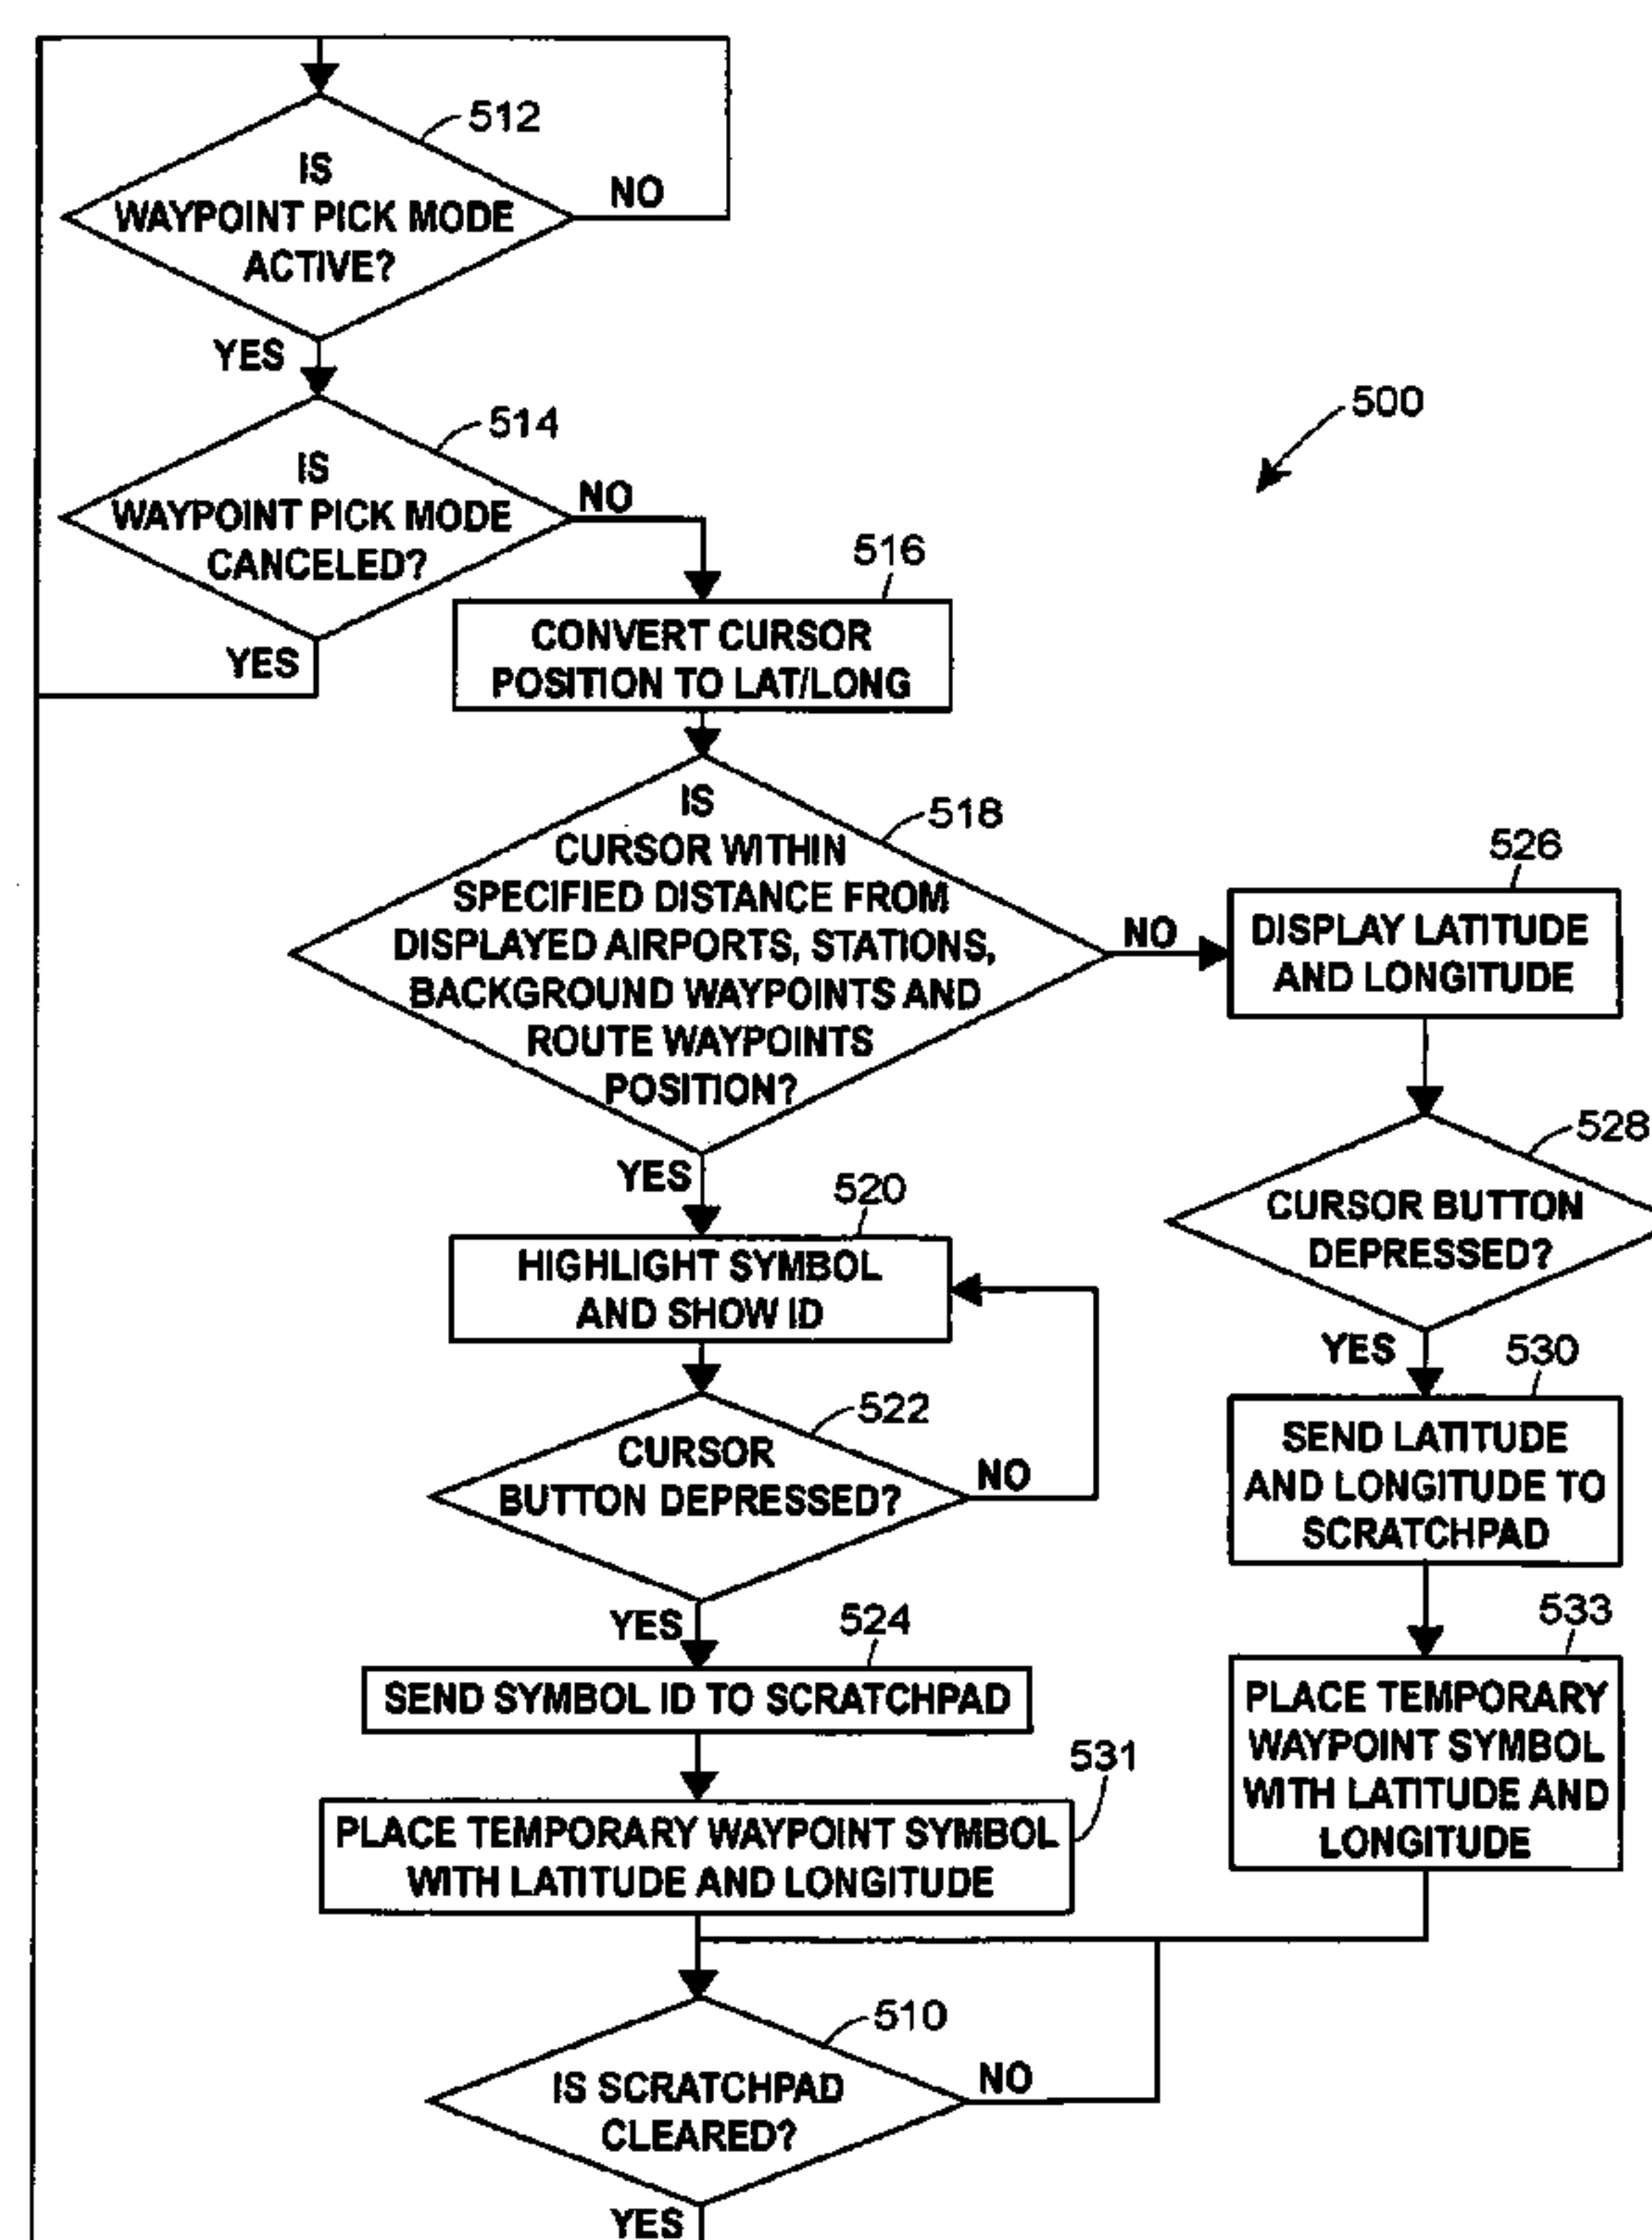 512
IS
WAYPOINT PICK MODE
ACTIVE?
NO
YES
500
514
IS
WAYPOINT PICK MODE
CANCELED?
NO
YES
516
CONVERT CURSOR
POSITION TO LAT/LONG
518
IS
CURSOR WITHIN
SPECIFIED DISTANCE FROM
DISPLAYED AIRPORTS, STATIONS,
BACKGROUND WAYPOINTS AND
ROUTE WAYPOINTS
POSITION?
NO
YES
526
DISPLAY LATITUDE
AND LONGITUDE
528
CURSOR BUTTON
DEPRESSED?
YES
520
HIGHLIGHT SYMBOL
AND SHOW ID
522
CURSOR
BUTTON DEPRESSED?
NO
YES
530
SEND LATITUDE
AND LONGITUDE TO
SCRATCHPAD
524
SEND SYMBOL ID TO SCRATCHPAD
533
PLACE TEMPORARY
WAYPOINT SYMBOL
WITH LATITUDE AND
LONGITUDE
531
PLACE TEMPORARY WAYPOINT SYMBOL
WITH LATITUDE AND LONGITUDE
510
IS SCRATCHPAD
CLEARED?
NO
YES